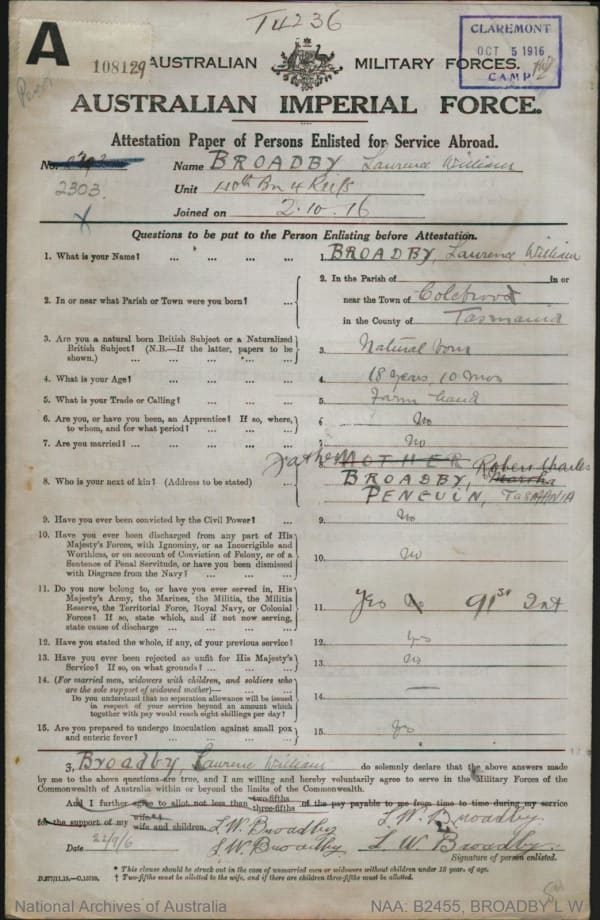 T4236
CLAREMONT
OCT 5 1916
CAMP
A
108129
AUSTRALIAN MILITARY FORCES.
AUSTRALIAN IMPERIAL FORCE.
Attestation Paper of Persons Enlisted for Service Abroad.
No.
2303.
X
Name BROADBY Laurence William
Unit 40th Bn 4 Reifs
Joined on 2.10.16
Questions to be put to the Person Enlisting before Attestation.
1. What is your Name? ... ... ... ... 1. BROADBY, Laurence William
2. In or near what Parish or Town were you born? ... 2. In the Parish of in or
near the Town of Colebrook
in the County of Tasmania
3. Are you a natural born British Subject or a Naturalized
British Subject? (N.B.—If the latter, papers to be
shown.) ... ... ... ... ... 3. Natural born
4. What is your Age? ... ... ... ... 4. 18 years 10 mos
5. What is your Trade or Calling? ... ... ... 5. Farm hand
6. Are you, or have you been, an Apprentice? If so, where,
to whom, and for what period? ... ... ... 6 No
7. Are you married? ... ... ... ... ... 7. No
8. Who is your next of kin? (Address to be stated) ...
father MOTHER Robert Charles
BROADBY, Martha
PENGUIN, TASMANIA
9. Have you ever been convicted by the Civil Power? ... 9. No
10. Have you ever been discharged from any part of His
Majesty's Forces, with Ignominy, or as Incorrigible and
Worthless, or on account of Conviction of Felony, or of a
Sentence of Penal Servitude, or have you been dismissed
with Disgrace from the Navy? ... ... ... 10. No
11. Do you now belong to, or have you ever served in, His
Majesty's Army, the Marines, the Militia, the Militia
Reserve, the Territorial Force, Royal Navy, or Colonial
Forces? If so, state which, and if not now serving,
state cause of discharge ... ... ... ... 11. Yes No 91st Inf
12. Have you stated the whole, if any, of your previous service? 12. Yes
13. Have you ever been rejected as unfit for His Majesty's
Service? If so, on what grounds? ... ... ... 13. No
14. (For married men, widowers with children, and soldiers who
are the sole support of widowed mother)—
Do you understand that no separation allowance will be issued
in respect of your service beyond an amount which
together with pay would reach eight shillings per day? 14. —
15. Are you prepared to undergo inoculation against small pox
and enteric fever? ... ... ... ... 15. Yes
I, Broadby Laurence William do solemnly declare that the above answers made
by me to the above questions are true, and I am willing and hereby voluntarily agree to serve in the Military Forces of the
Commonwealth of Australia within or beyond the limits of the Commonwealth.
And I further agree to allot not less than two-fifths three-fifths of the pay payable to me from time to time during my service
for the support of my wife wife and children. L.W. Broadby L.W. Broadby
Date 22/9/6 L.W. Broadby L W Broadby
Signature of person enlisted.
* This clause should be struck out in the case of unmarried men or widowers without children under 18 years of age.
† Two-fifths must be allotted to the wife, and if there are children three-fifths must be allotted.
National Archives of Australia
NAA: B2455, BROADBY L W